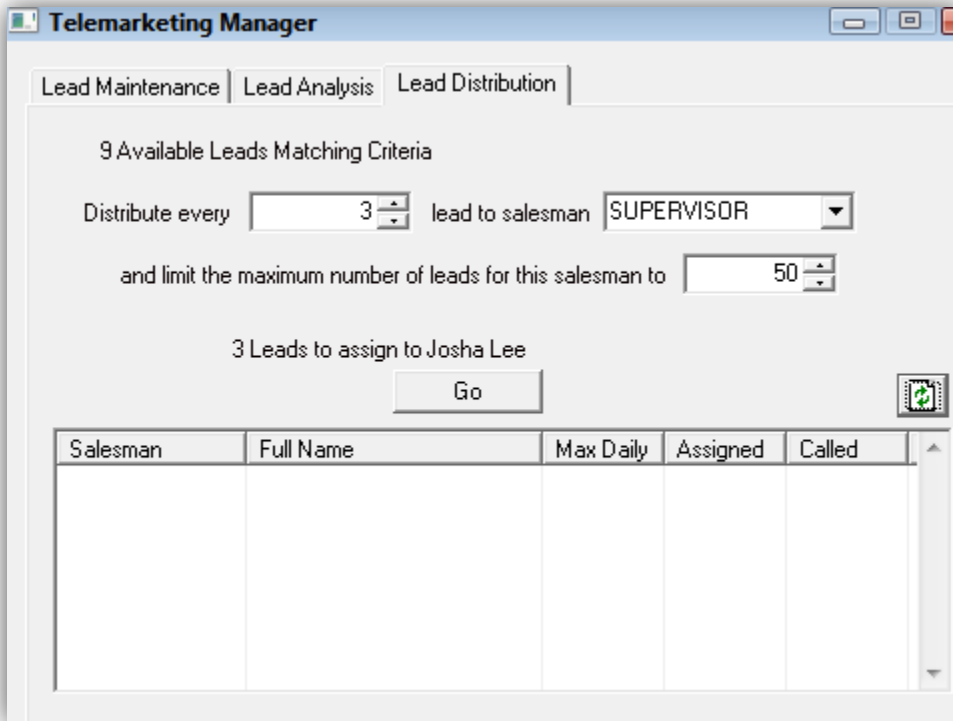 Telemarketing Manager
Lead Maintenance Lead Analysis Lead Distribution
9 Available Leads Matching Criteria
Distribute every 3 lead to salesman SUPERVISOR
and limit the maximum number of leads for this salesman to 50
3 Leads to assign to Josha Lee
Go
Salesman Full Name Max Daily Assigned Called